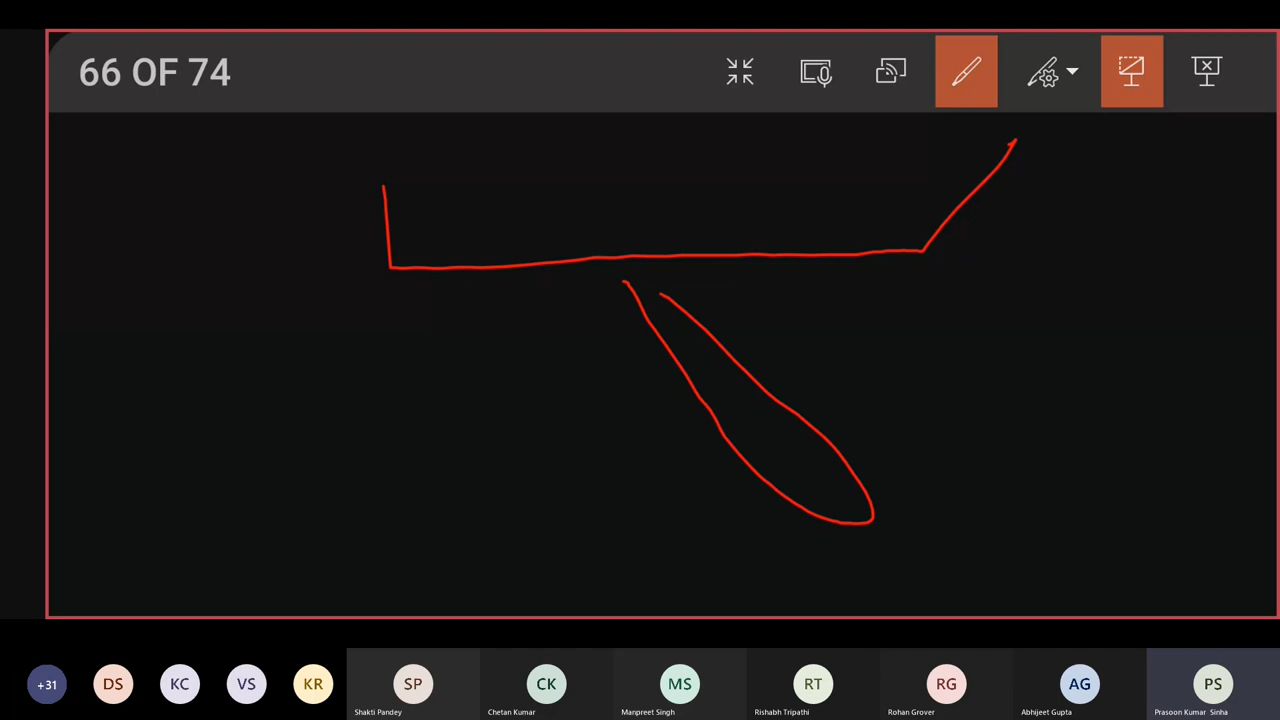 66 OF 74
+31 DS KC VS KR SP CK MS RT RG AG PS
Shakti Pandey Chetan Kumar Manpreet Singh Rishabh Tripathi Rohan Grover Abhijeet Gupta Prasoon Kumar Sinha